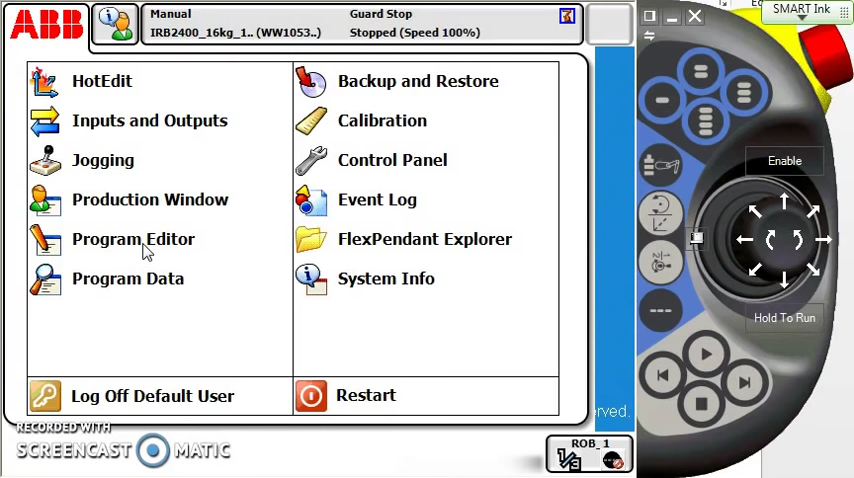 ABB
Manual
IRB2400_16kg_1.. (WW1053..)
Guard Stop
Stopped (Speed 100%)
SMART Ink
HotEdit
Backup and Restore
Inputs and Outputs
Calibration
Jogging
Control Panel
Production Window
Event Log
Program Editor
FlexPendant Explorer
Program Data
System Info
Log Off Default User
Restart
Enable
Hold To Run
erved.
RECORDED WITH
SCREENCAST MATIC
ROB_1
1/3